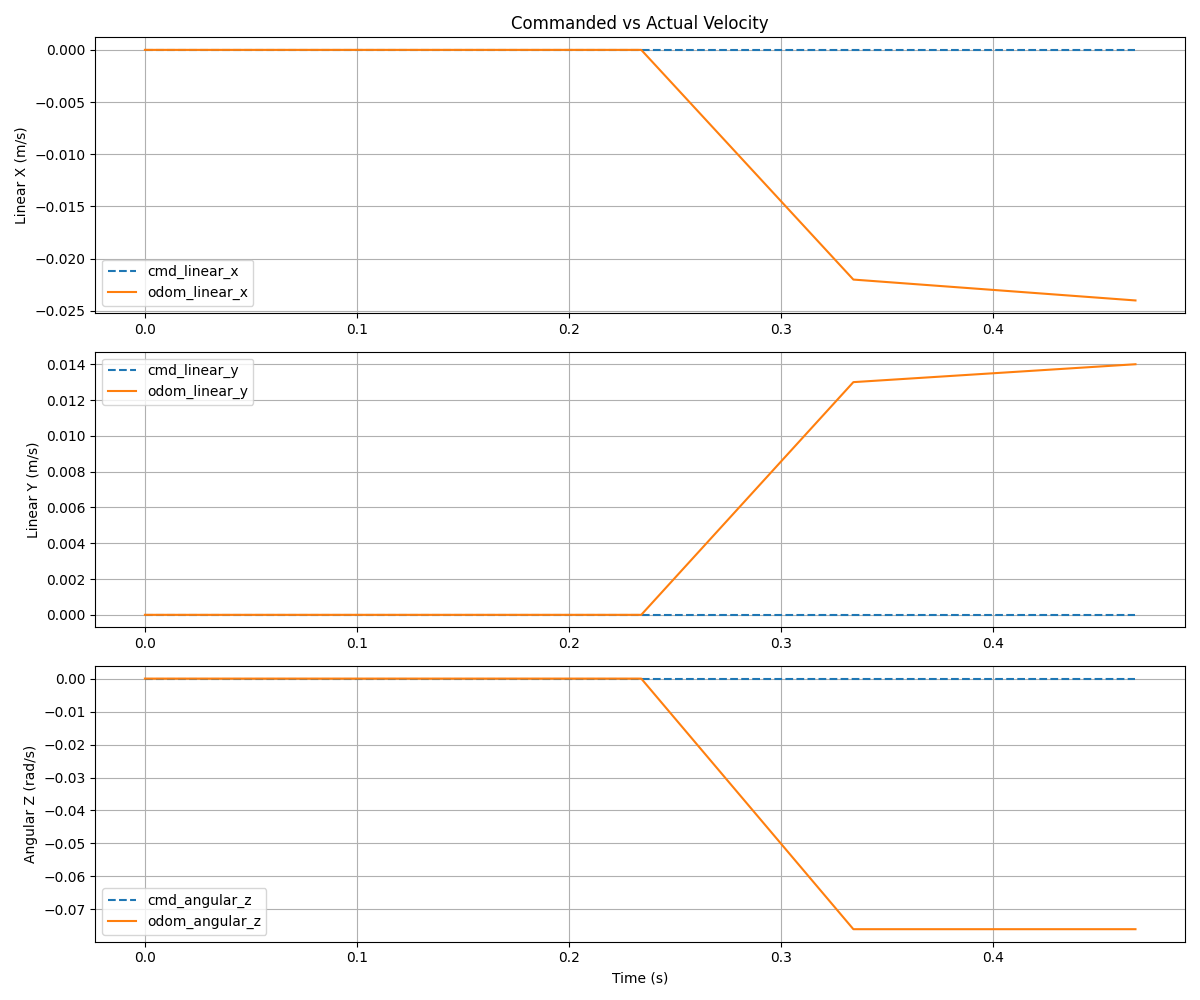 Commanded vs Actual Velocity
0.000
−0.005
−0.010
−0.015
−0.020
−0.025
Linear X (m/s)
cmd_linear_x
odom_linear_x
0.0 0.1 0.2 0.3 0.4
0.014
0.012
0.010
0.008
0.006
0.004
0.002
0.000
Linear Y (m/s)
cmd_linear_y
odom_linear_y
0.0 0.1 0.2 0.3 0.4
0.00
−0.01
−0.02
−0.03
−0.04
−0.05
−0.06
−0.07
Angular Z (rad/s)
cmd_angular_z
odom_angular_z
0.0 0.1 0.2 0.3 0.4
Time (s)